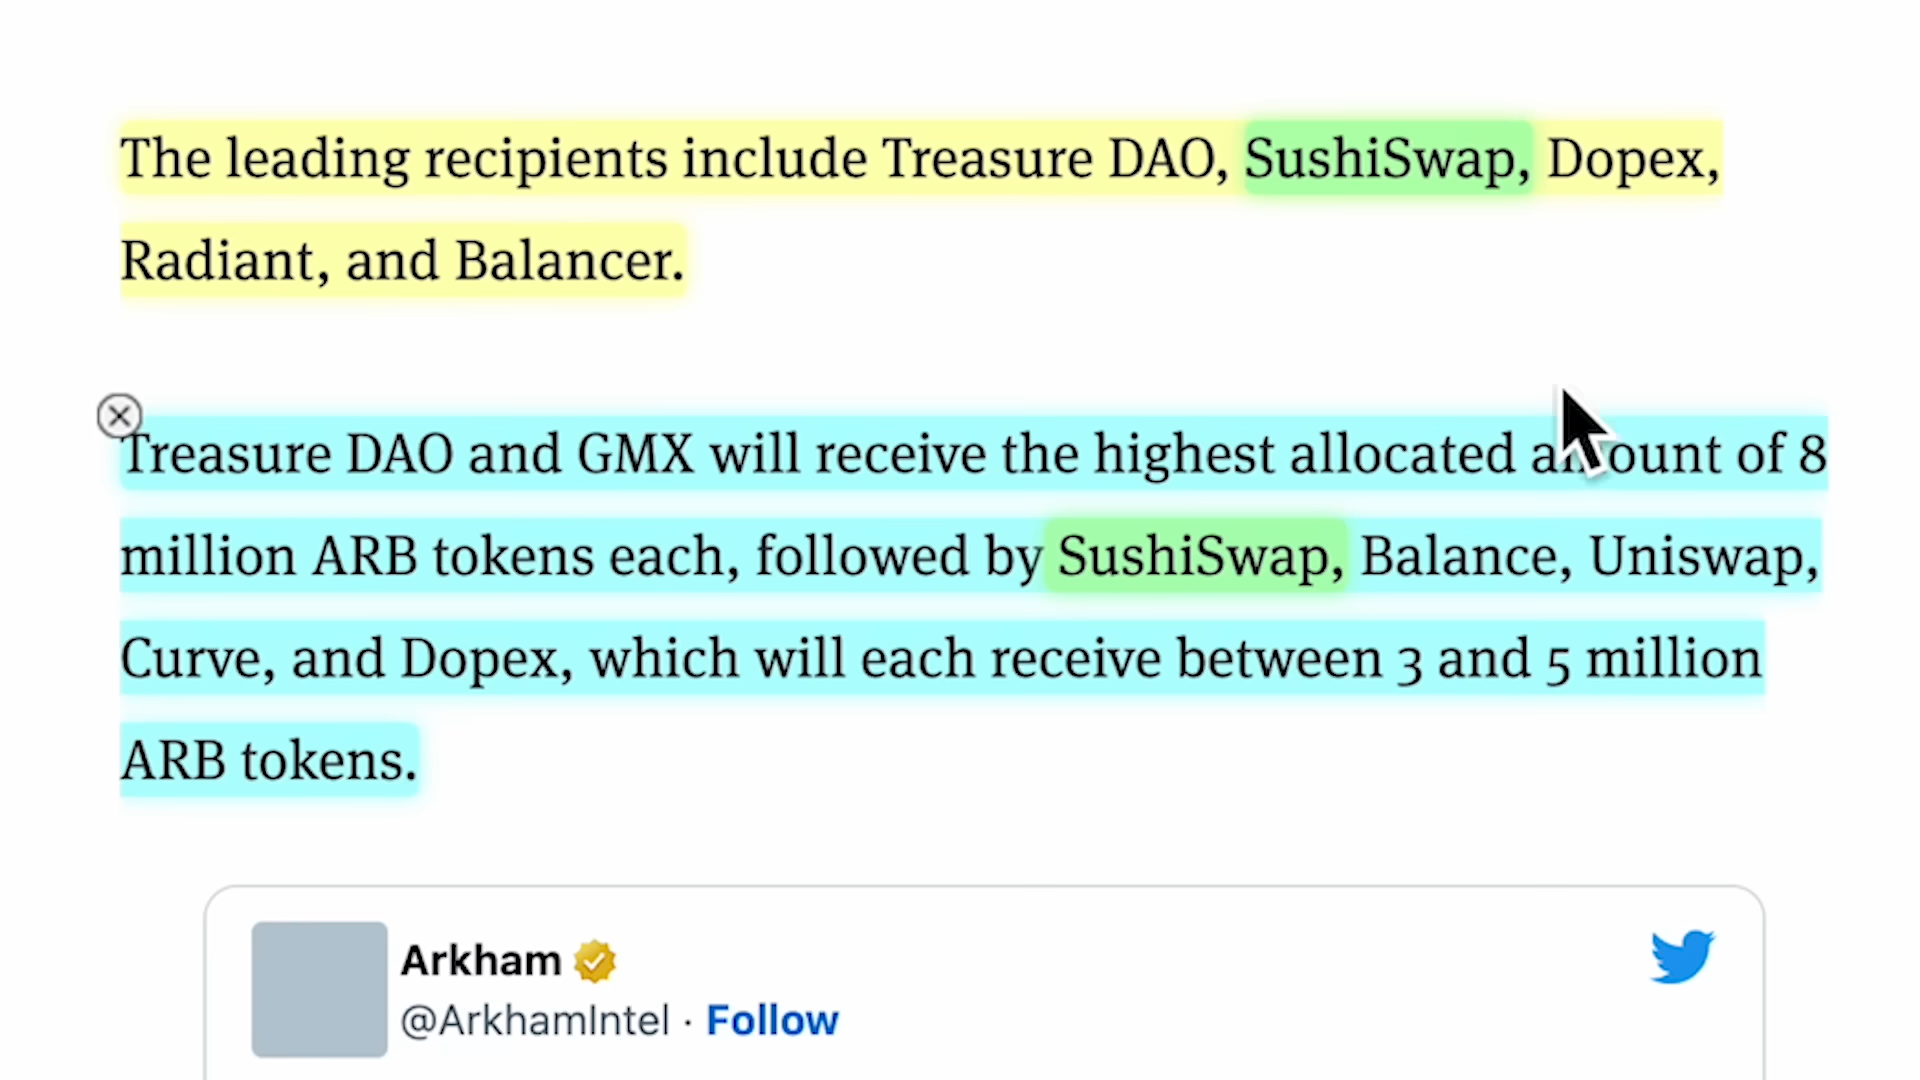 The leading recipients include Treasure DAO, SushiSwap, Dopex,
Radiant, and Balancer.
Treasure DAO and GMX will receive the highest allocated amount of 8
million ARB tokens each, followed by SushiSwap, Balance, Uniswap,
Curve, and Dopex, which will each receive between 3 and 5 million
ARB tokens.
Arkham
@ArkhamIntel · Follow